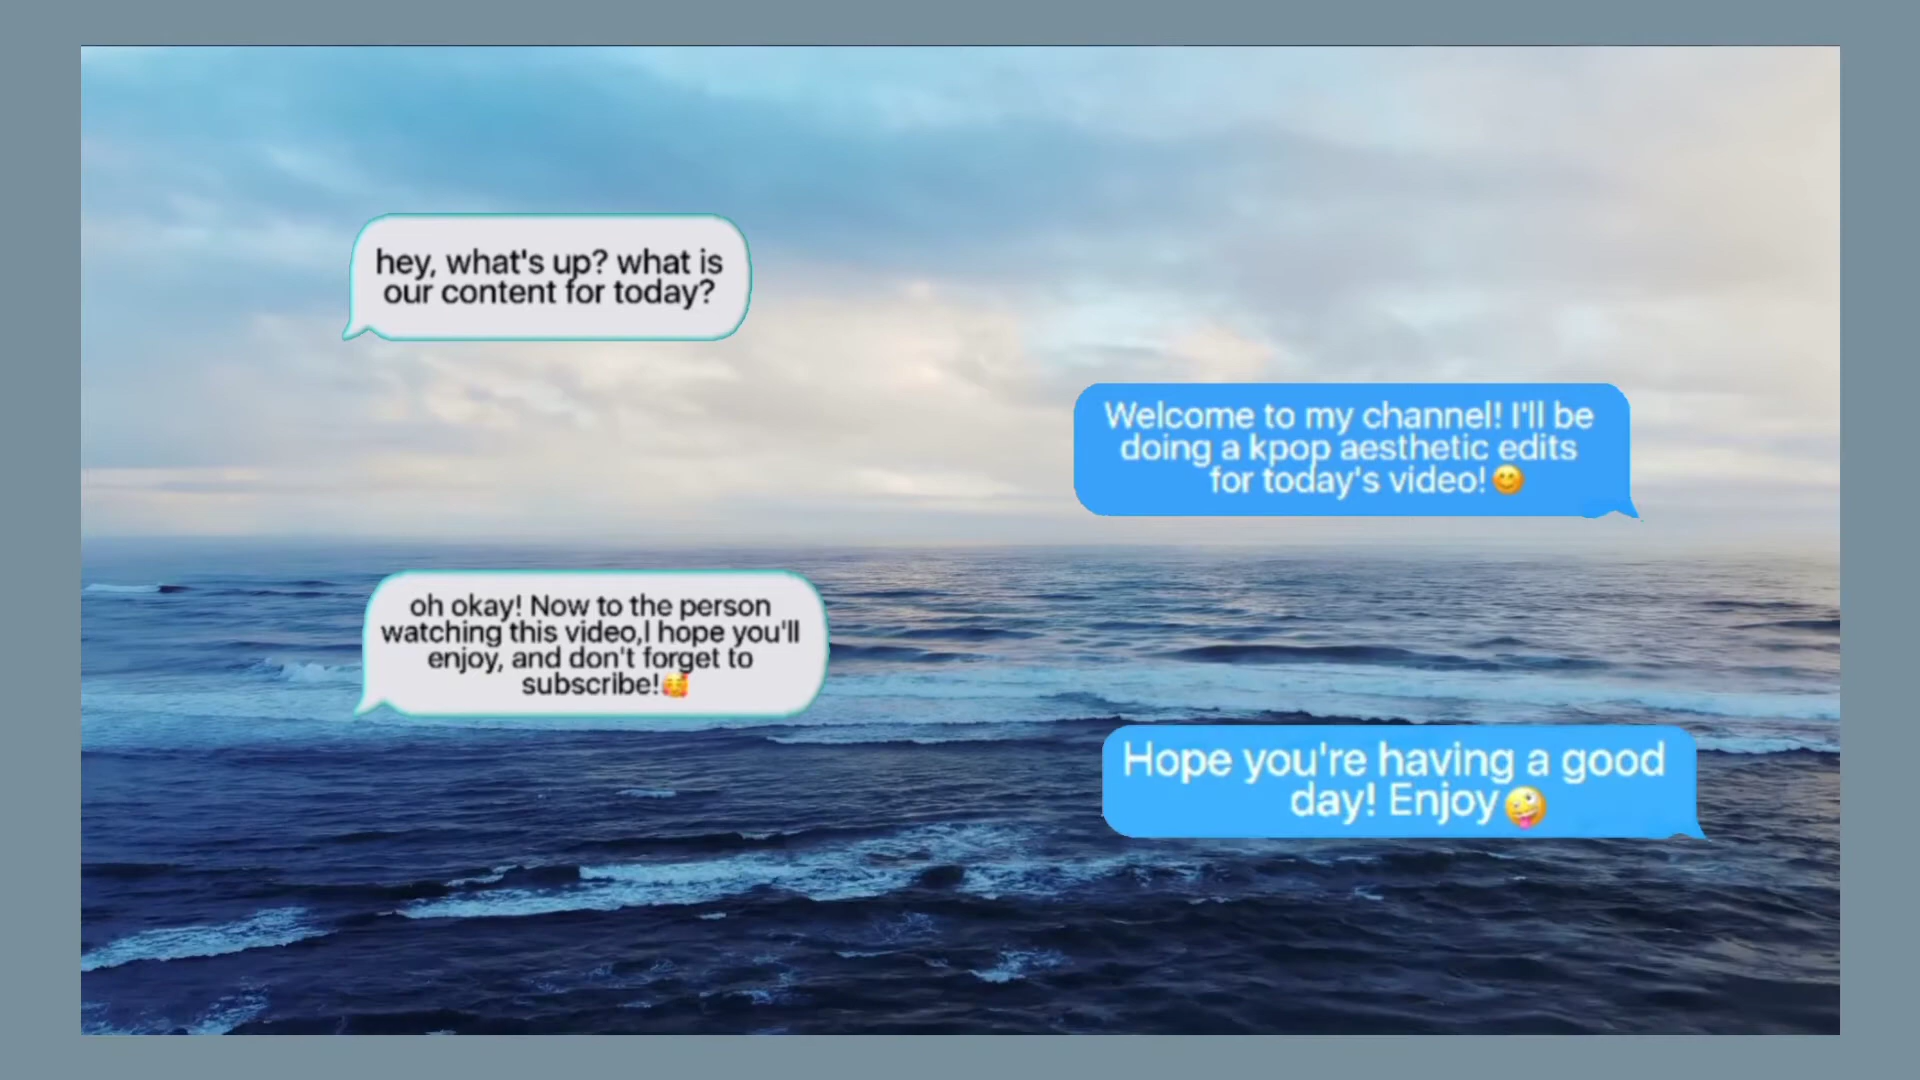 hey, what's up? what is
our content for today?
Welcome to my channel! I'll be
doing a kpop aesthetic edits
for today's video!😊
oh okay! Now to the person
watching this video,I hope you'll
enjoy, and don't forget to
subscribe!🥰
Hope you're having a good
day! Enjoy🤪